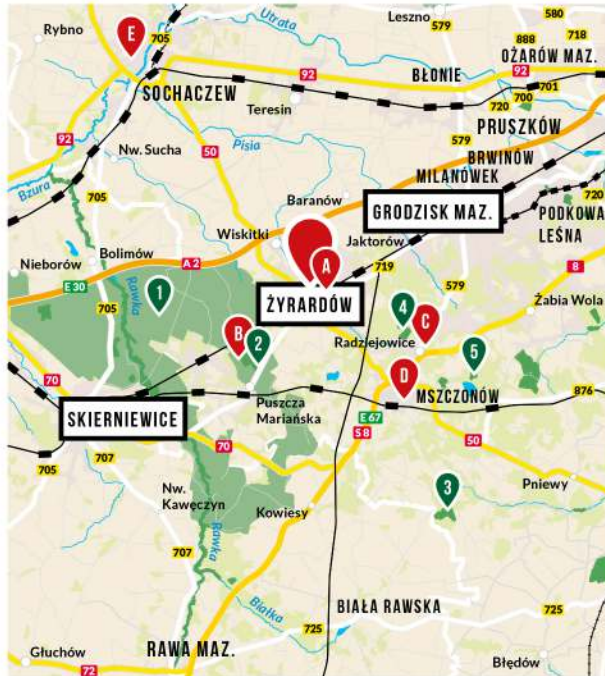 Rybno
E
705
Utrata
Leszno
579
580
888
718
OŻARÓW MAZ.
92
BŁONIE
92
701
700
720
SOCHACZEW
Teresin
PRUSZKÓW
579
92
Nw. Sucha
50
Pisia
BRWINÓW
MILANÓWEK
Bzura
705
Baranów
GRODZISK MAZ.
720
PODKOWA
LEŚNA
Wiskitki
Jaktorów
719
Nieborów
Bolimów
A 2
A
579
8
E 30
Rawka
705
1
ŻYRARDÓW
4
C
Żabia Wola
B
2
Radziejowice
5
70
D
MSZCZONÓW
876
SKIERNIEWICE
Puszcza
Mariańska
E 67
S 8
50
70
705
707
Nw.
Kawęczyn
Kowiesy
3
Pniewy
Rawka
707
Białka
BIAŁA RAWSKA
725
725
Głuchów
RAWA MAZ.
72
Błędów